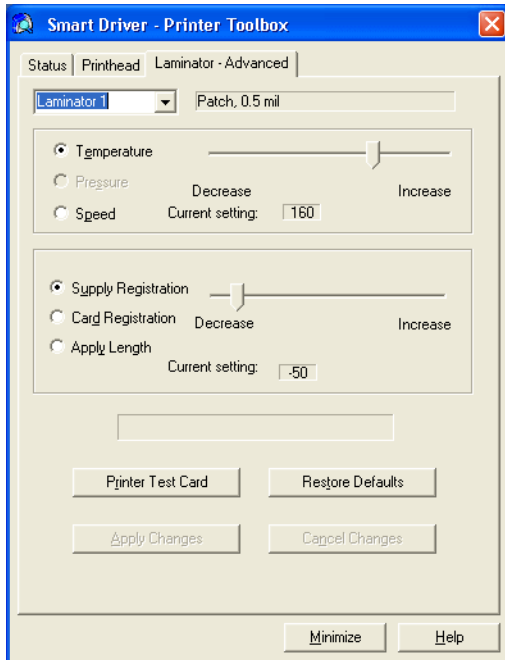 Smart Driver - Printer Toolbox
Status Printhead Laminator - Advanced
Laminator 1 Patch, 0.5 mil
Temperature
Pressure Decrease Increase
Speed Current setting: 160
Supply Registration
Card Registration Decrease Increase
Apply Length
Current setting: -50
Printer Test Card Restore Defaults
Apply Changes Cancel Changes
Minimize Help